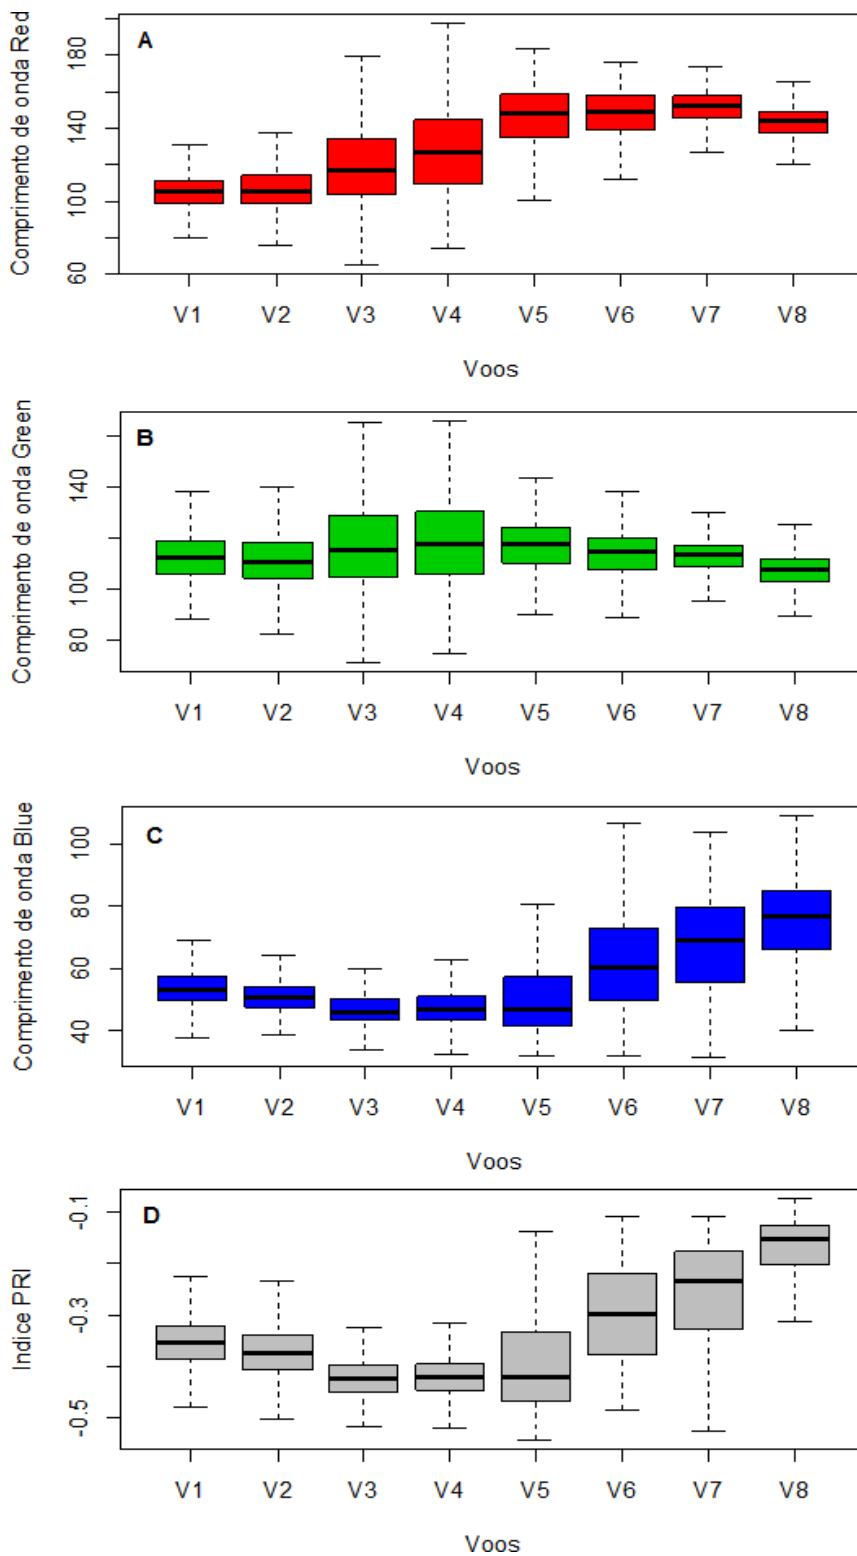 A
Comprimento de onda Red
180
140
100
60
V1 V2 V3 V4 V5 V6 V7 V8
Voos
B
Comprimento de onda Green
140
100
80
V1 V2 V3 V4 V5 V6 V7 V8
Voos
C
Comprimento de onda Blue
100
80
60
40
V1 V2 V3 V4 V5 V6 V7 V8
Voos
D
Indice PRI
-0.1
-0.3
-0.5
V1 V2 V3 V4 V5 V6 V7 V8
Voos